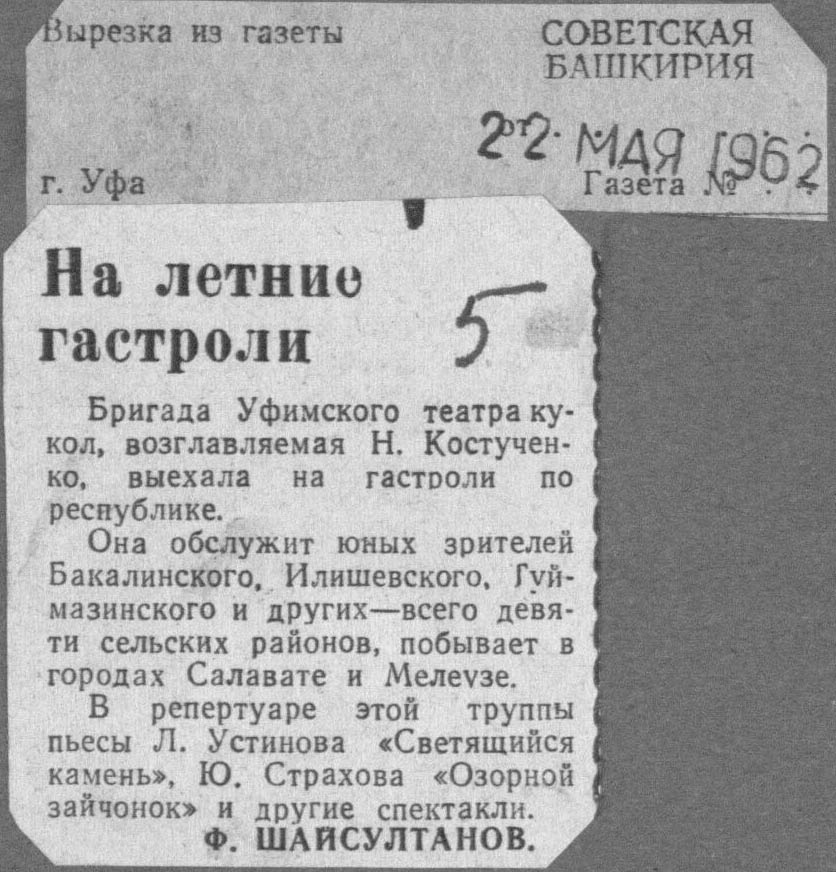 Вырезка из газеты
СОВЕТСКАЯ
БАШКИРИЯ
от
22 МАЯ 1962
г. Уфа
Газета № . .
На летние
гастроли
5
Бригада Уфимского театра ку-
кол, возглавляемая Н. Костучен-
ко, выехала на гастроли по
республике.
Она обслужит юных зрителей
Бакалинского, Илишевского, Туй-
мазинского и других—всего девя-
ти сельских районов, побывает в
городах Салавате и Мелеузе.
В репертуаре этой труппы
пьесы Л. Устинова «Светящийся
камень», Ю. Страхова «Озорной
зайчонок» и другие спектакли.
Ф. ШАЙСУЛТАНОВ.